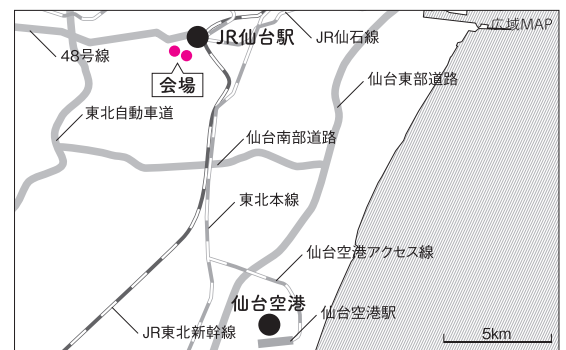 広域MAP
JR仙台駅
JR仙石線
48号線
会場
仙台東部道路
東北自動車道
仙台南部道路
東北本線
仙台空港アクセス線
仙台空港
仙台空港駅
JR東北新幹線
5km